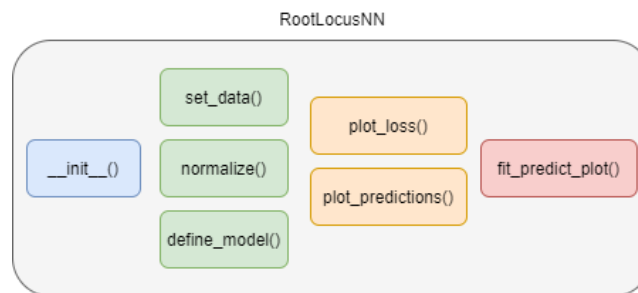 RootLocusNN
__init__()
set_data()
normalize()
define_model()
plot_loss()
plot_predictions()
fit_predict_plot()